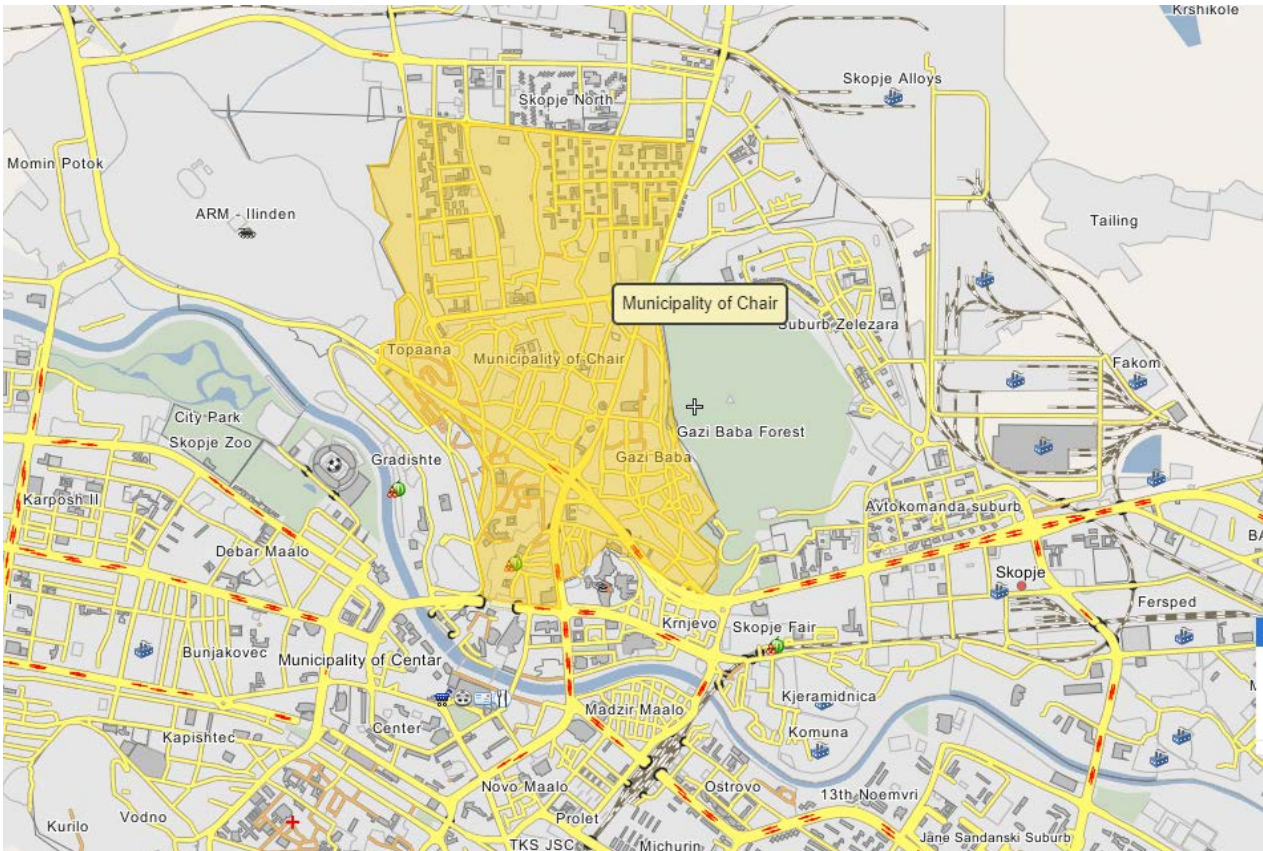 Krshikole
Skopje Alloys
Skopje North
Momin Potok
ARM - Ilinden
Tailing
Municipality of Chair
Suburb Zelezara
Topaana
Municipality of Chair
Fakom
City Park
Skopje Zoo
Gazi Baba Forest
Gradishte
Gazi Baba
Karposh II
Avtokomanda suburb
Debar Maalo
Skopje
Fersped
Krnjevo
Skopje Fair
Bunjakovec
Municipality of Centar
Kjeramidnica
Madzir Maalo
Center
Komuna
Kapishtec
Novo Maalo
Ostrovo
13th Noemvri
Vodno
Kurilo
Prolet
Jane Sandanski Suburb
TKS JSC
Michurin